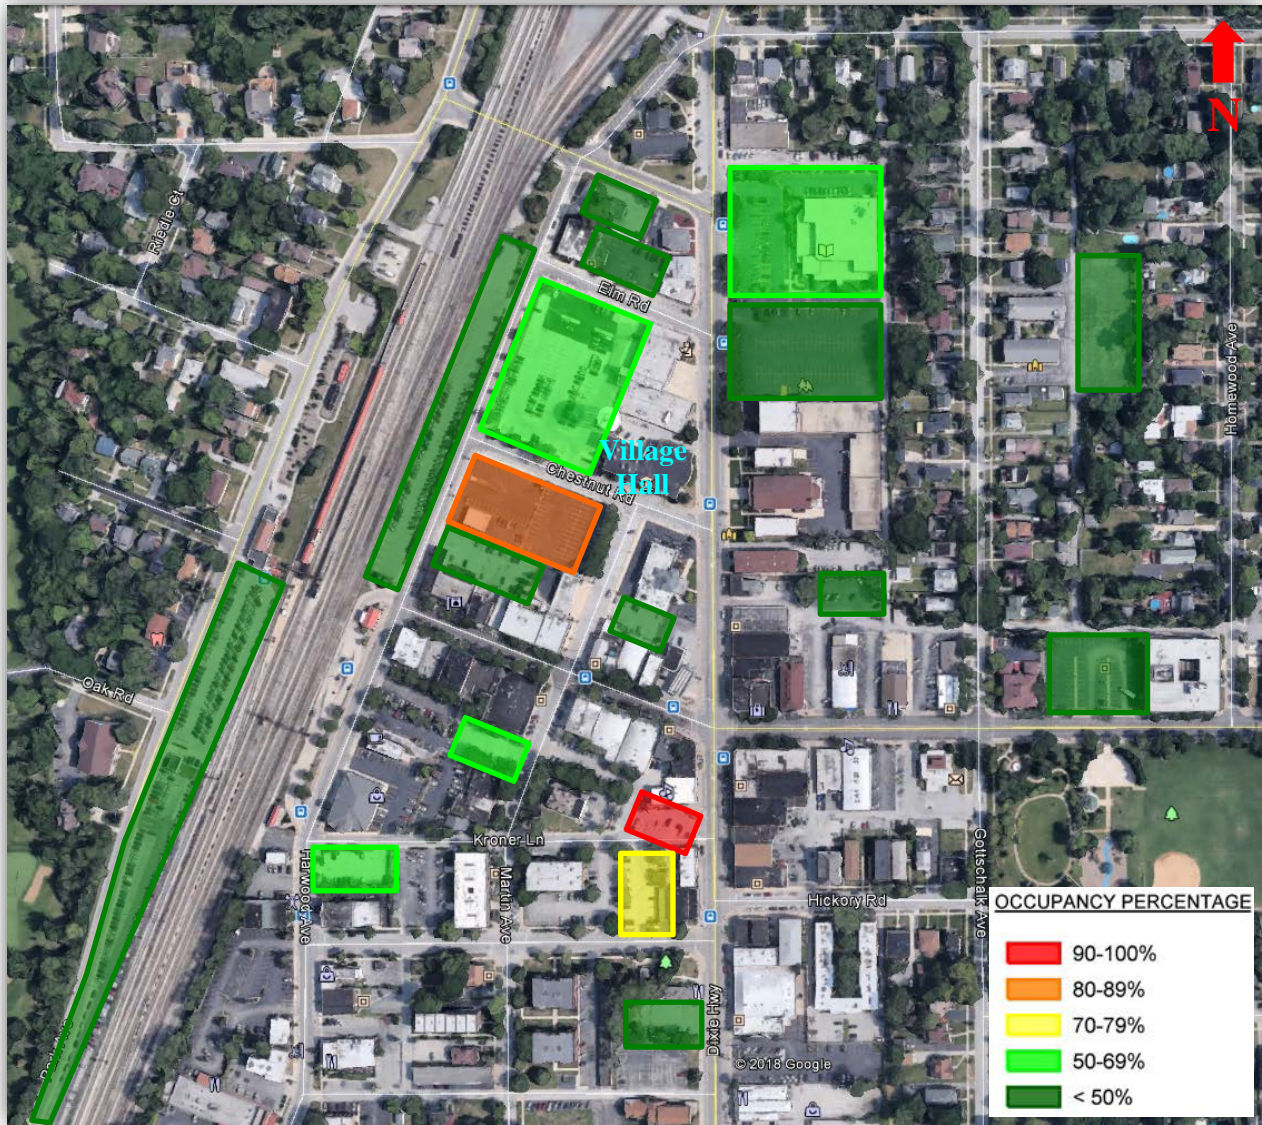 N
Riedle Ct
Elm Rd
Homewood Ave
Village
Hall
Chestnut Rd
Oak Rd
Kroner Ln
Harwood Ave
Martin Ave
Hickory Rd
Gottschalk Ave
Dixie Hwy
© 2018 Google
OCCUPANCY PERCENTAGE
90-100%
80-89%
70-79%
50-69%
< 50%